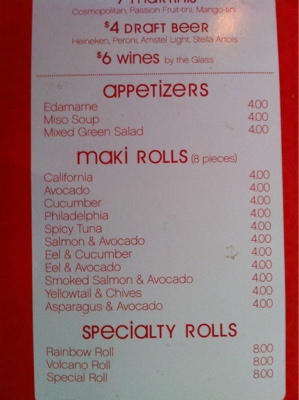 Cosmopolitan, Passion Fruit-tini, Mango-tini
$4 DRAFT BEER
Heineken, Peroni, Amstel Light, Stella Artois
$6 wines by the Glass
APPETIZERS
Edamame 4.00
Miso Soup 4.00
Mixed Green Salad 4.00
maki ROLLS (8 pieces)
California 4.00
Avocado 4.00
Cucumber 4.00
Philadelphia 4.00
Spicy Tuna 4.00
Salmon & Avocado 4.00
Eel & Cucumber 4.00
Eel & Avocado 4.00
Smoked Salmon & Avocado 4.00
Yellowtail & Chives 4.00
Asparagus & Avocado 4.00
SPECIALTY ROLLS
Rainbow Roll 8.00
Volcano Roll 8.00
Special Roll 8.00